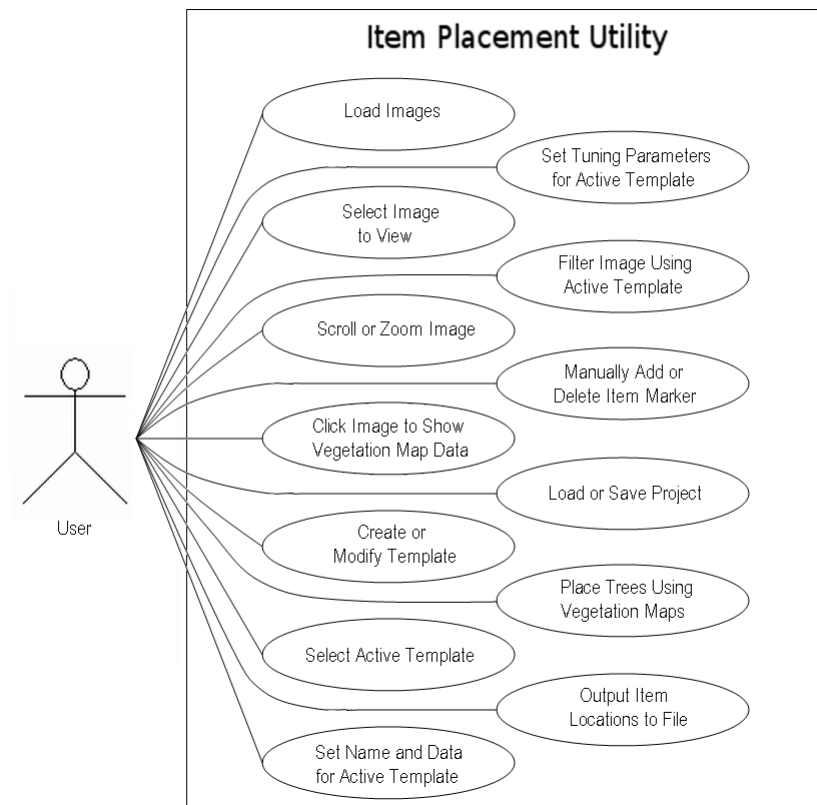 Item Placement Utility
Load Images
Set Tuning Parameters
for Active Template
Select Image
to View
Filter Image Using
Active Template
Scroll or Zoom Image
Manually Add or
Delete Item Marker
Click Image to Show
Vegetation Map Data
Load or Save Project
User
Create or
Modify Template
Place Trees Using
Vegetation Maps
Select Active Template
Output Item
Locations to File
Set Name and Data
for Active Template